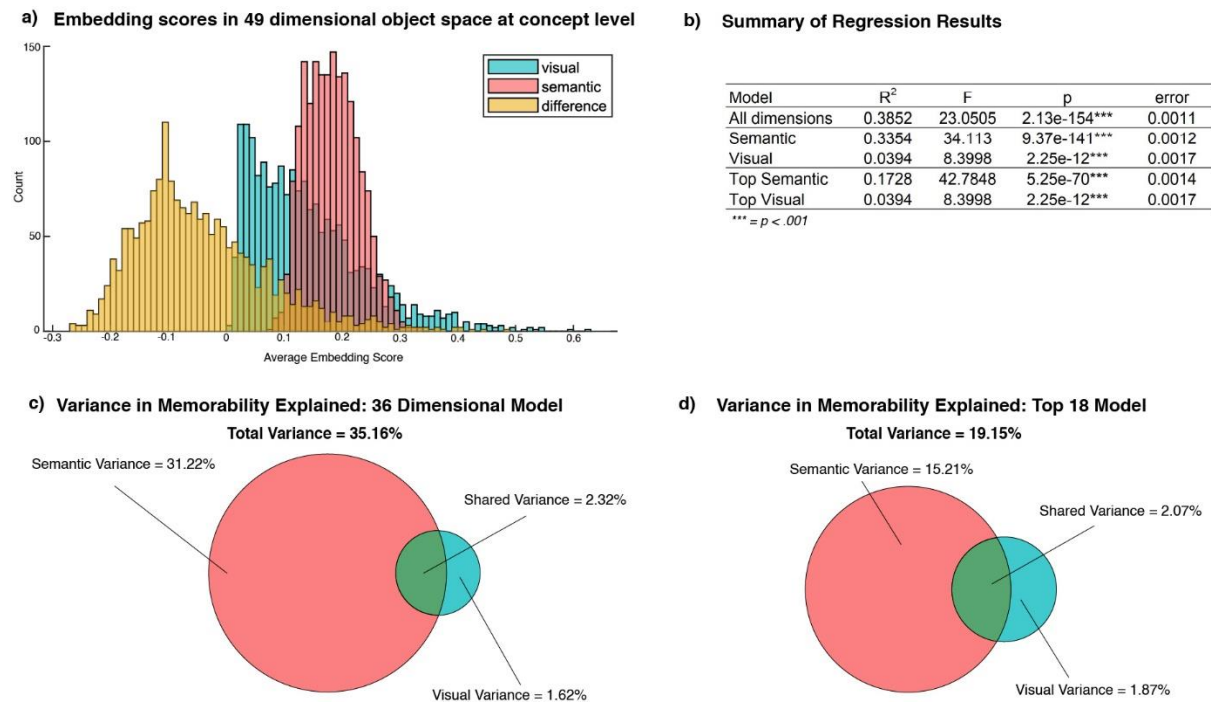 a) Embedding scores in 49 dimensional object space at concept level
150
100
50
0
Count
visual
semantic
difference
-0.3 -0.2 -0.1 0 0.1 0.2 0.3 0.4 0.5 0.6
Average Embedding Score
b) Summary of Regression Results
Model R² F p error
All dimensions 0.3852 23.0505 2.13e-154*** 0.0011
Semantic 0.3354 34.113 9.37e-141*** 0.0012
Visual 0.0394 8.3998 2.25e-12*** 0.0017
Top Semantic 0.1728 42.7848 5.25e-70*** 0.0014
Top Visual 0.0394 8.3998 2.25e-12*** 0.0017
*** = p < .001
c) Variance in Memorability Explained: 36 Dimensional Model
Total Variance = 35.16%
Semantic Variance = 31.22%
Shared Variance = 2.32%
Visual Variance = 1.62%
d) Variance in Memorability Explained: Top 18 Model
Total Variance = 19.15%
Semantic Variance = 15.21%
Shared Variance = 2.07%
Visual Variance = 1.87%